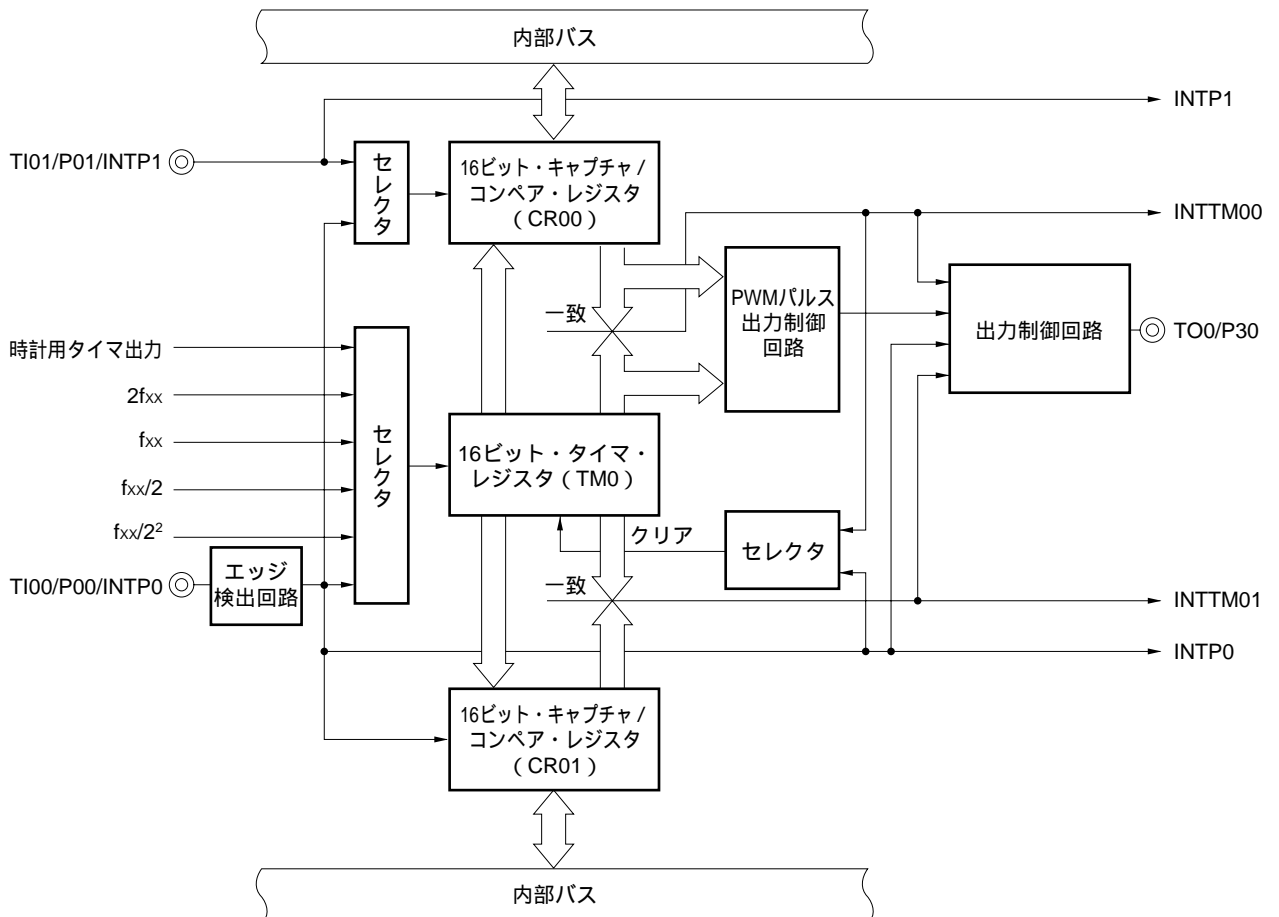 内部バス
INTP1
TI01/P01/INTP1
セレクタ
16ビット・キャプチャ/
コンペア・レジスタ
(CR00)
INTTM00
PWMパルス
出力制御
回路
出力制御回路
TO0/P30
一致
時計用タイマ出力
2fxx
fxx
fxx/2
fxx/2²
セレクタ
16ビット・タイマ・
レジスタ(TM0)
クリア
セレクタ
TI00/P00/INTP0
エッジ
検出回路
一致
INTTM01
INTP0
16ビット・キャプチャ/
コンペア・レジスタ
(CR01)
内部バス